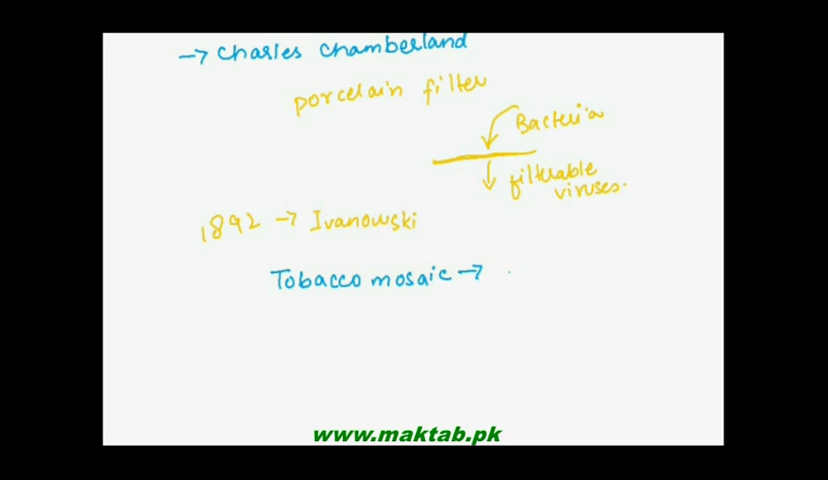 → Charles Chamberland
porcelain filter
Bacteria
filterable
viruses.
1892 → Ivanowski
Tobacco mosaic →
www.maktab.pk